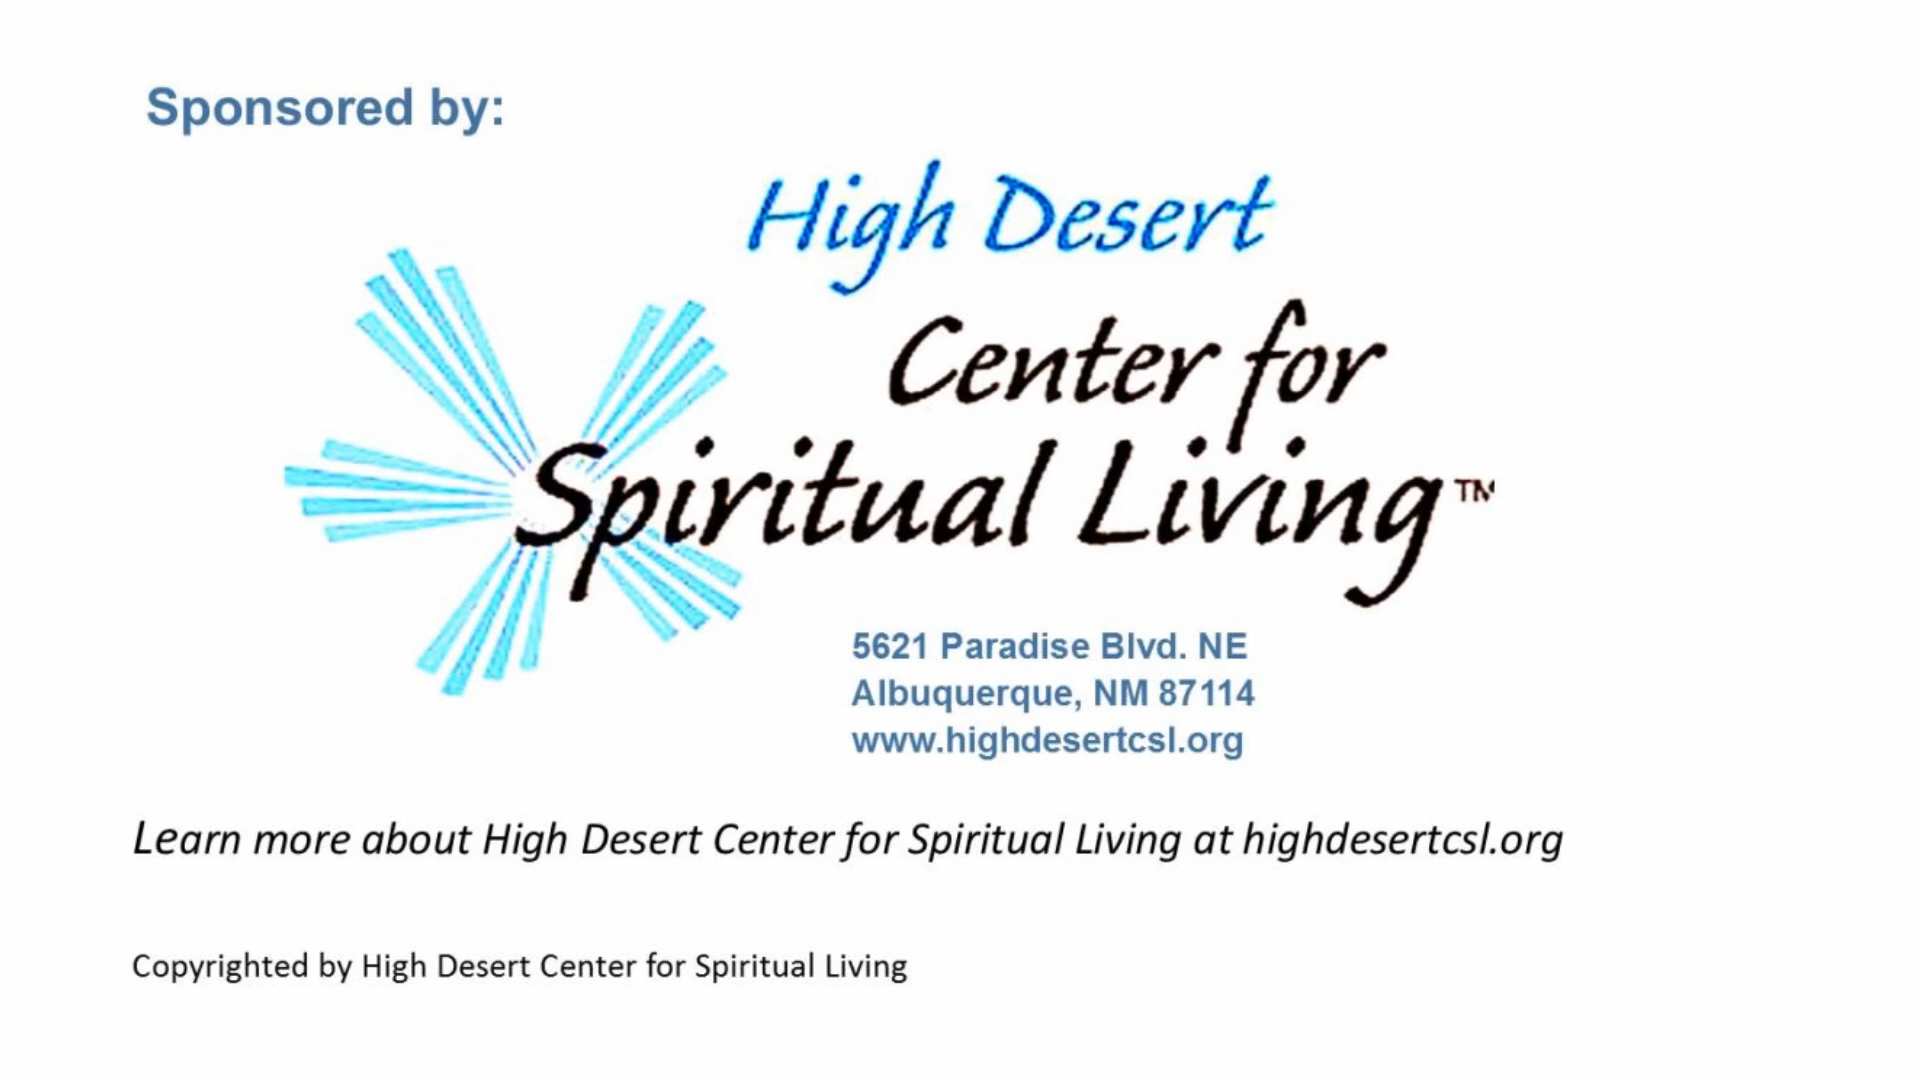 Sponsored by:
High Desert
Center for
Spiritual Living™
5621 Paradise Blvd. NE
Albuquerque, NM 87114
www.highdesertcsl.org
Learn more about High Desert Center for Spiritual Living at highdesertcsl.org
Copyrighted by High Desert Center for Spiritual Living